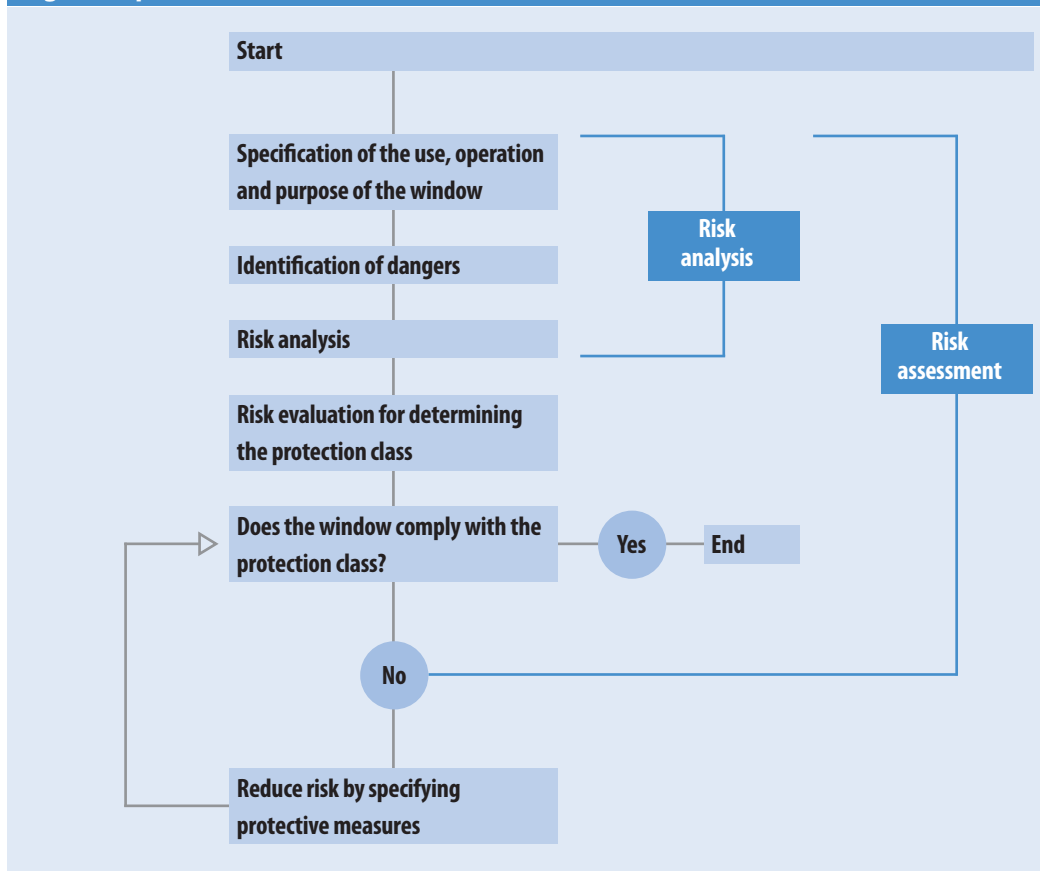 Start
Specification of the use, operation
and purpose of the window
Risk
analysis
Identification of dangers
Risk analysis
Risk
assessment
Risk evaluation for determining
the protection class
Does the window comply with the
protection class?
Yes
End
No
Reduce risk by specifying
protective measures